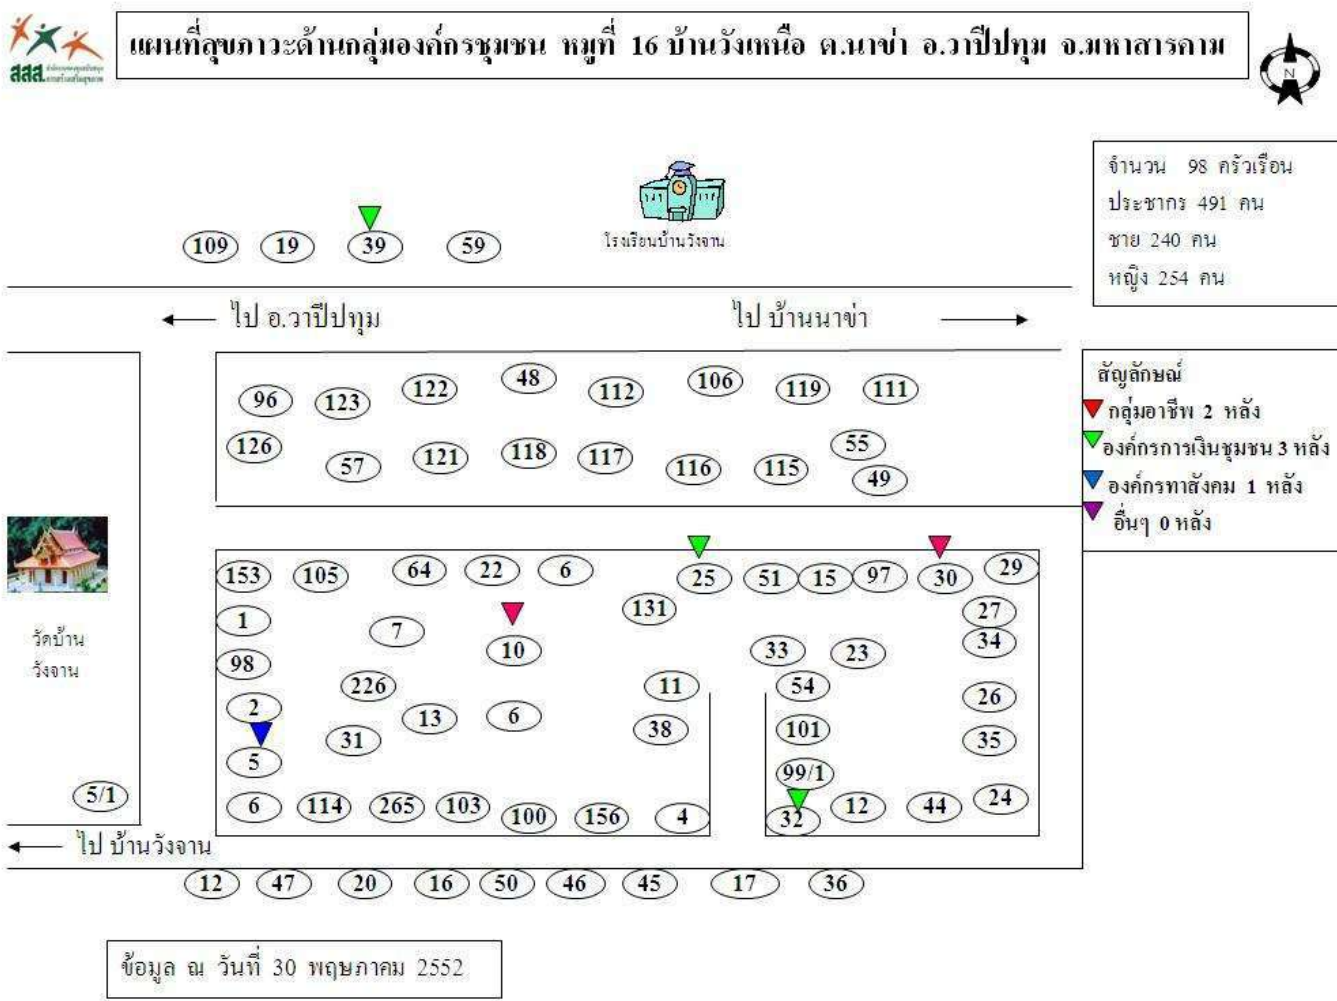 แผนที่สุขภาวะด้านกลุ่มองค์กรชุมชน หมู่ที่ 16 บ้านวังเหนือ ต.นาข่า อ.วาปีปทุม จ.มหาสารคาม
สสส
N
จำนวน 98 ครัวเรือน
ประชากร 491 คน
ชาย 240 คน
หญิง 254 คน
109 19 39 59
โรงเรียนบ้านวังจาน
ไป อ.วาปีปทุม
ไป บ้านนาข่า
สัญลักษณ์
กลุ่มอาชีพ 2 หลัง
องค์กรการเงินชุมชน 3 หลัง
องค์กรทาสังคม 1 หลัง
อื่นๆ 0 หลัง
96 123 122 48 112 106 119 111
126 57 121 118 117 116 115 55
49
153 105 64 22 6 25 51 15 97 30 29
1 7 10 131 27
33 23 34
98 226 11 54 26
2 31 13 6 38 101 35
5 99/1
6 114 265 103 100 156 4 32 12 44 24
วัดบ้าน
วังจาน
5/1
ไป บ้านวังจาน
12 47 20 16 50 46 45 17 36
ข้อมูล ณ วันที่ 30 พฤษภาคม 2552